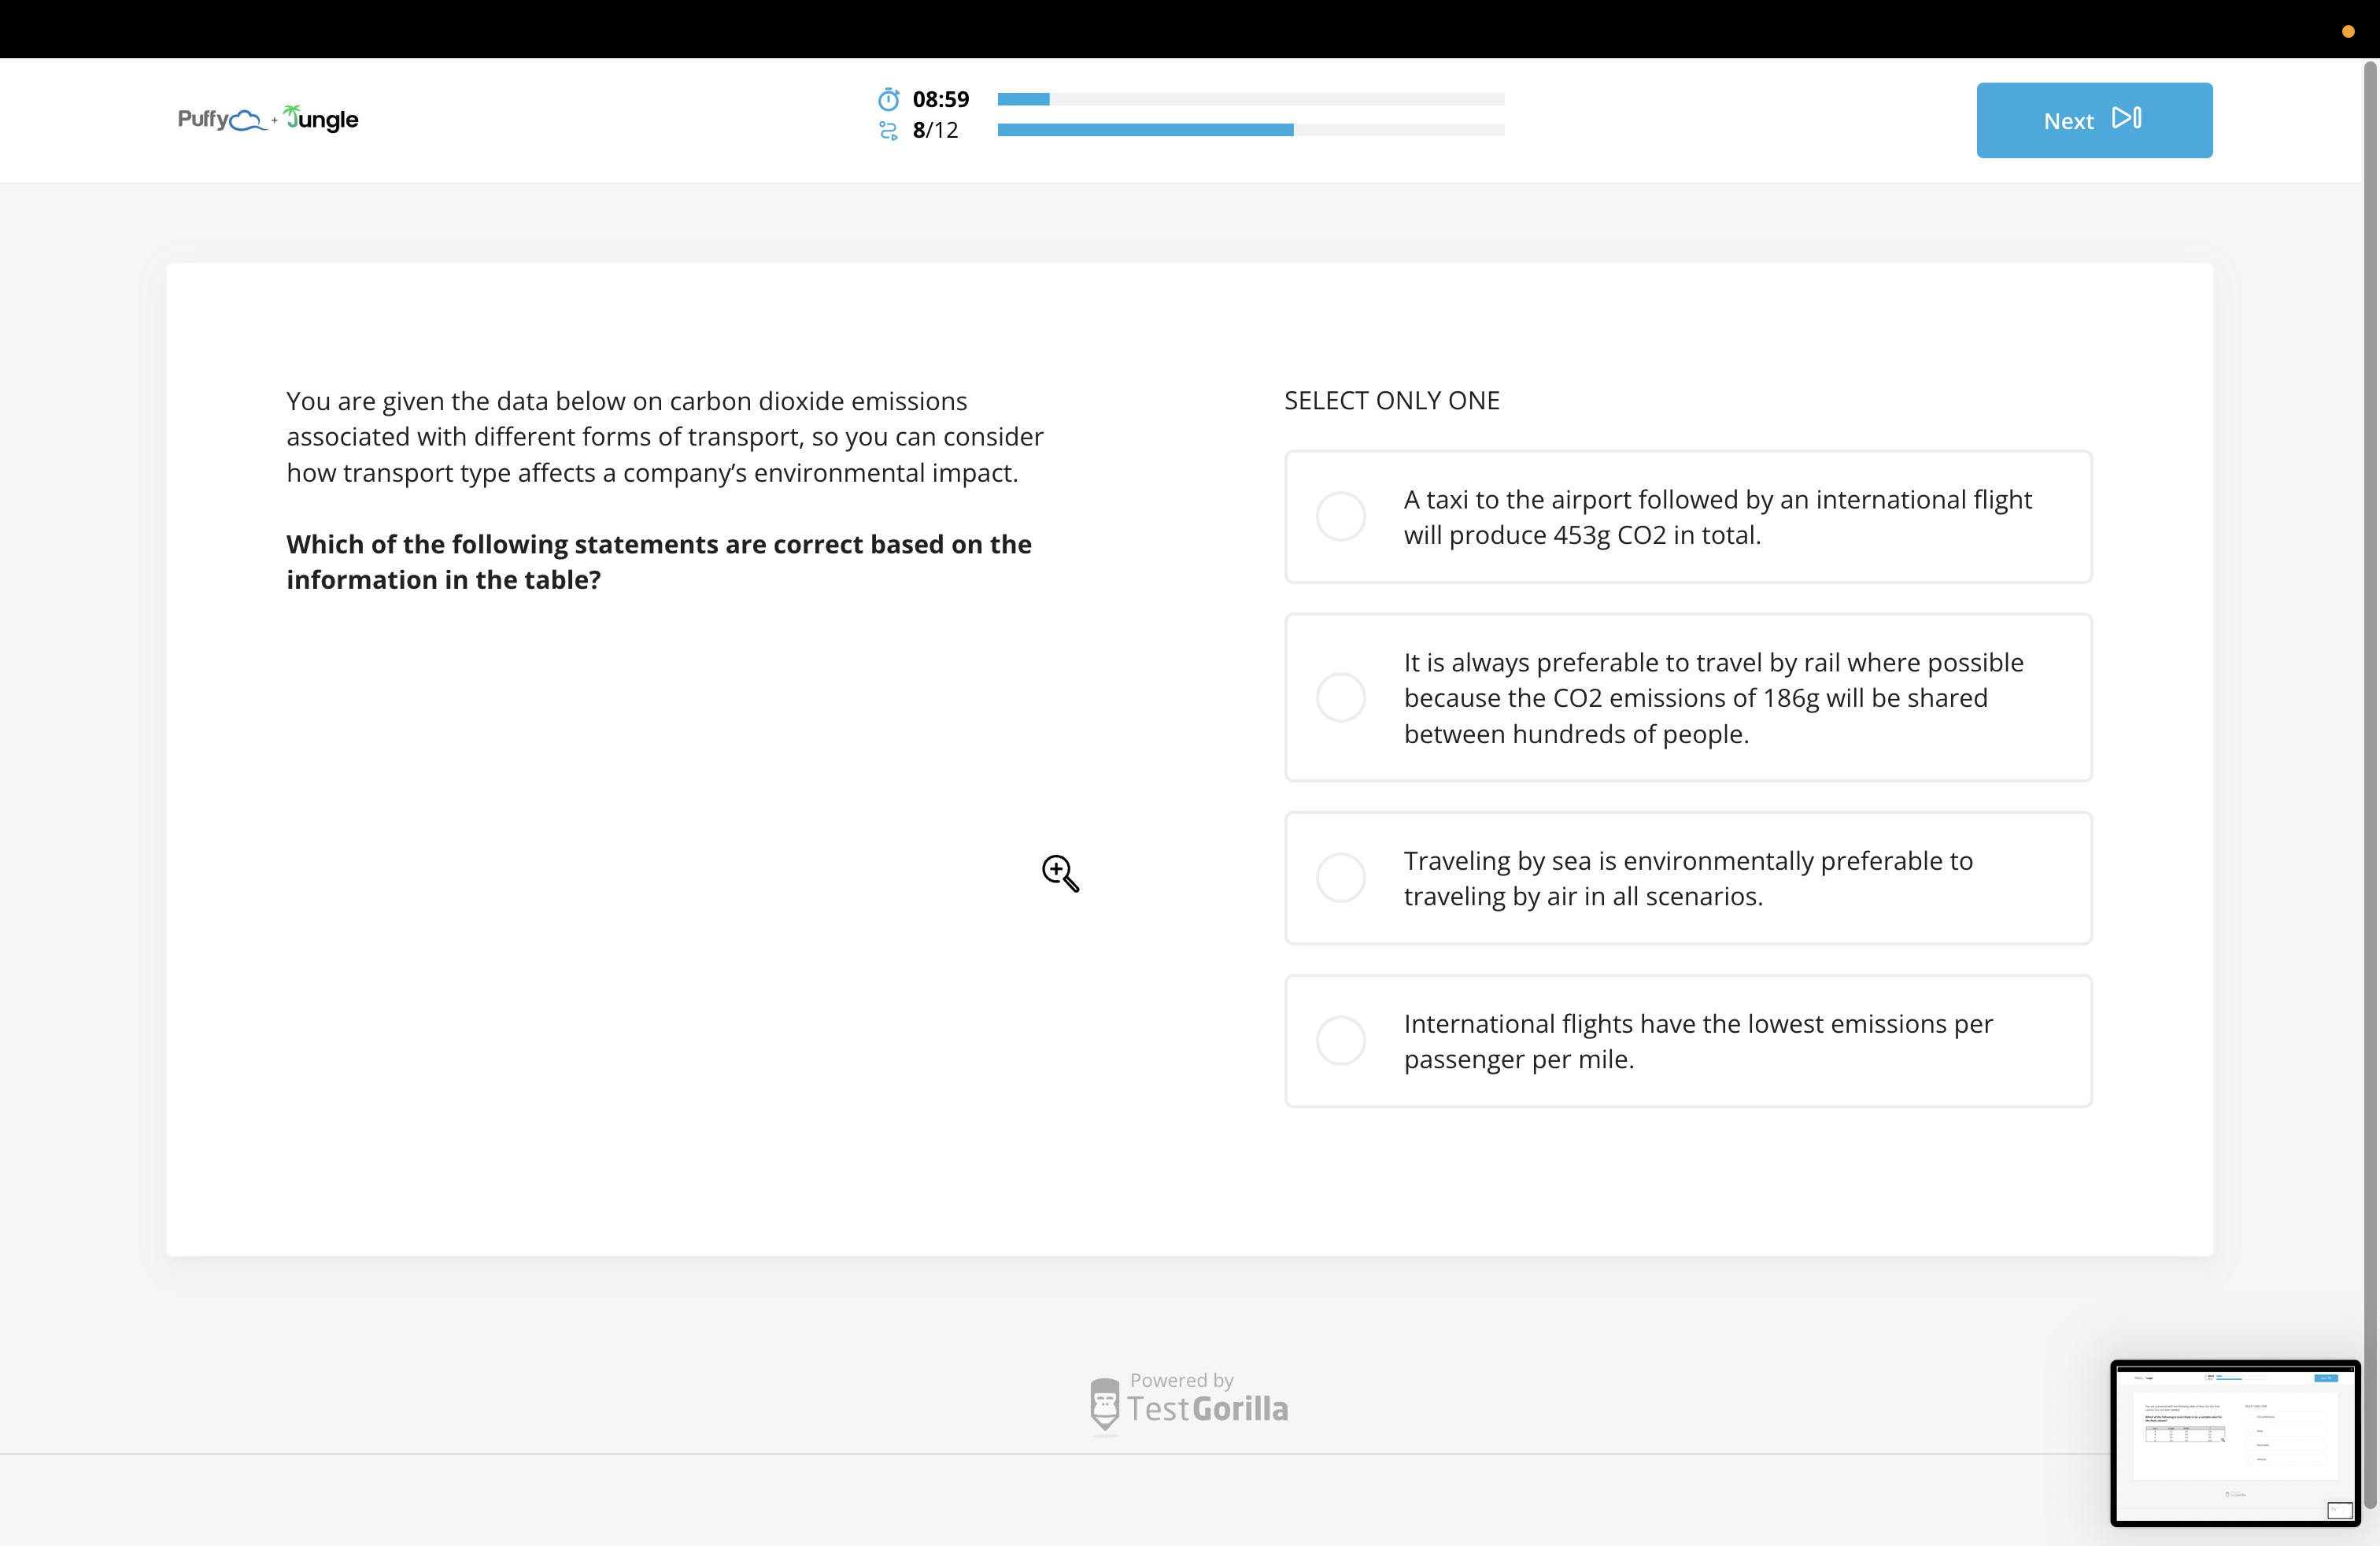 Puffy + Jungle
08:59
8/12
Next
You are given the data below on carbon dioxide emissions
associated with different forms of transport, so you can consider
how transport type affects a company’s environmental impact.
Which of the following statements are correct based on the
information in the table?
SELECT ONLY ONE
A taxi to the airport followed by an international flight
will produce 453g CO2 in total.
It is always preferable to travel by rail where possible
because the CO2 emissions of 186g will be shared
between hundreds of people.
Traveling by sea is environmentally preferable to
traveling by air in all scenarios.
International flights have the lowest emissions per
passenger per mile.
Powered by
TestGorilla